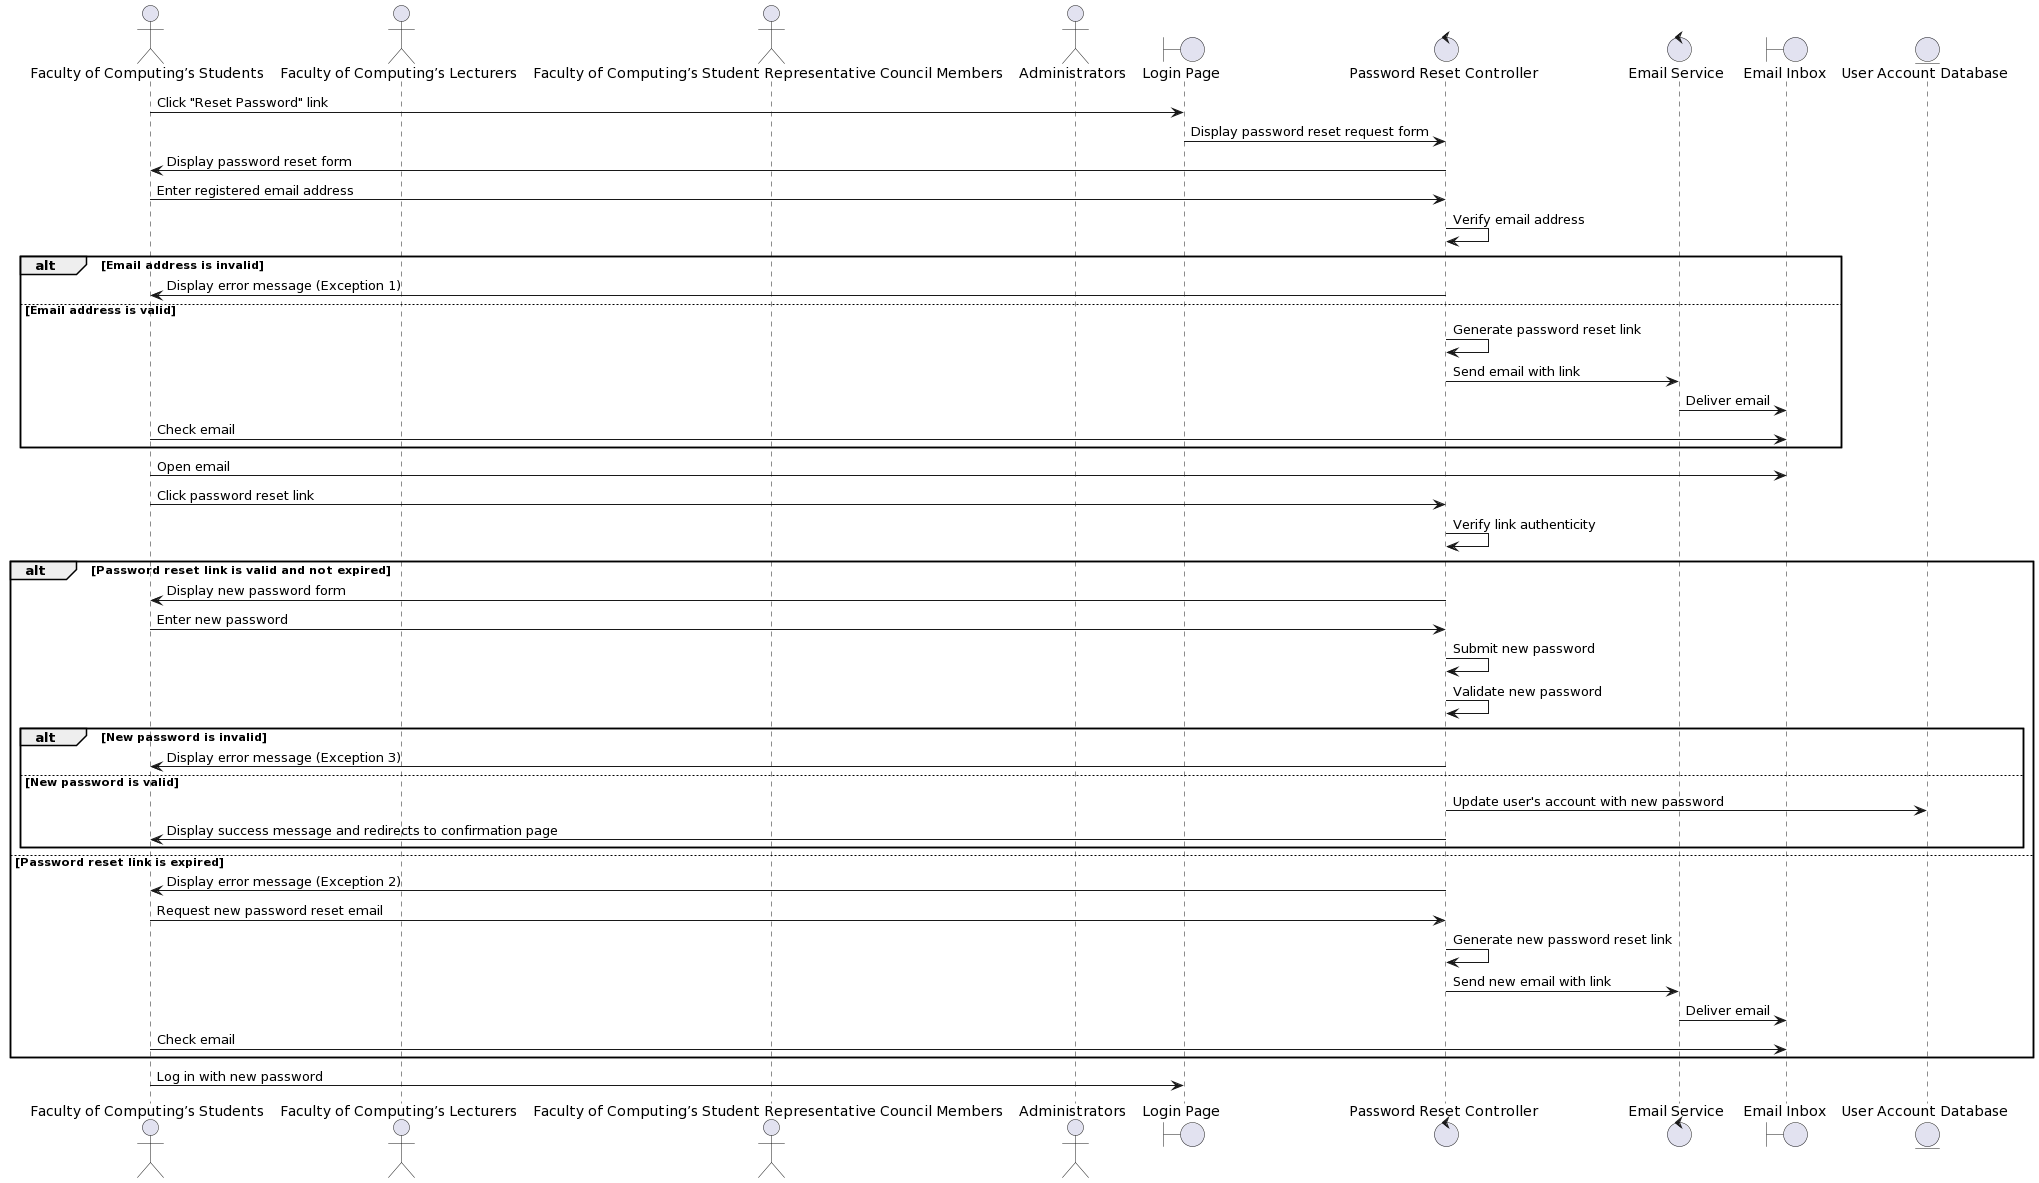 Faculty of Computing’s Students Faculty of Computing’s Lecturers Faculty of Computing’s Student Representative Council Members Administrators Login Page Password Reset Controller Email Service Email Inbox User Account Database
Click "Reset Password" link
Display password reset request form
Display password reset form
Enter registered email address
Verify email address
alt [Email address is invalid]
Display error message (Exception 1)
[Email address is valid]
Generate password reset link
Send email with link
Deliver email
Check email
Open email
Click password reset link
Verify link authenticity
alt [Password reset link is valid and not expired]
Display new password form
Enter new password
Submit new password
Validate new password
alt [New password is invalid]
Display error message (Exception 3)
[New password is valid]
Update user's account with new password
Display success message and redirects to confirmation page
[Password reset link is expired]
Display error message (Exception 2)
Request new password reset email
Generate new password reset link
Send new email with link
Deliver email
Check email
Log in with new password
Faculty of Computing’s Students Faculty of Computing’s Lecturers Faculty of Computing’s Student Representative Council Members Administrators Login Page Password Reset Controller Email Service Email Inbox User Account Database